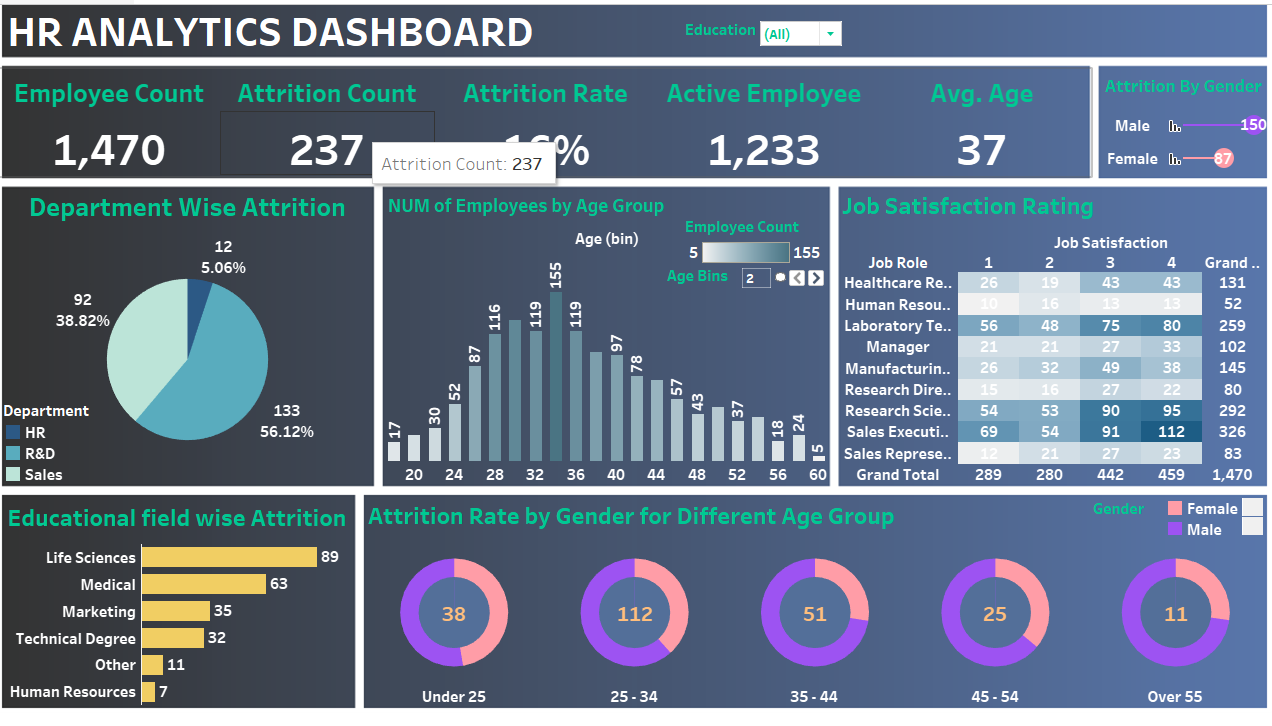 HR ANALYTICS DASHBOARD
Education
(All)
Employee Count
Attrition Count
Attrition Rate
Active Employee
Avg. Age
1,470
237
%
1,233
37
Attrition Count: 237
Attrition By Gender
Male
150
Female
87
Department Wise Attrition
12
5.06%
92
38.82%
133
56.12%
Department
HR
R&D
Sales
NUM of Employees by Age Group
Employee Count
5
155
Age (bin)
Age Bins
2
17 30 52 87 116 119 155 119 97 78 57 43 37 18 24 5
20 24 28 32 36 40 44 48 52 56 60
Job Satisfaction Rating
Job Satisfaction
Job Role 1 2 3 4 Grand ..
Healthcare Re.. 26 19 43 43 131
Human Resou.. 10 16 13 13 52
Laboratory Te.. 56 48 75 80 259
Manager 21 21 27 33 102
Manufacturin.. 26 32 49 38 145
Research Dire.. 15 16 27 22 80
Research Scie.. 54 53 90 95 292
Sales Executi.. 69 54 91 112 326
Sales Represe.. 12 21 27 23 83
Grand Total 289 280 442 459 1,470
Educational field wise Attrition
Life Sciences 89
Medical 63
Marketing 35
Technical Degree 32
Other 11
Human Resources 7
Attrition Rate by Gender for Different Age Group
Gender
Female
Male
38
112
51
25
11
Under 25
25 - 34
35 - 44
45 - 54
Over 55